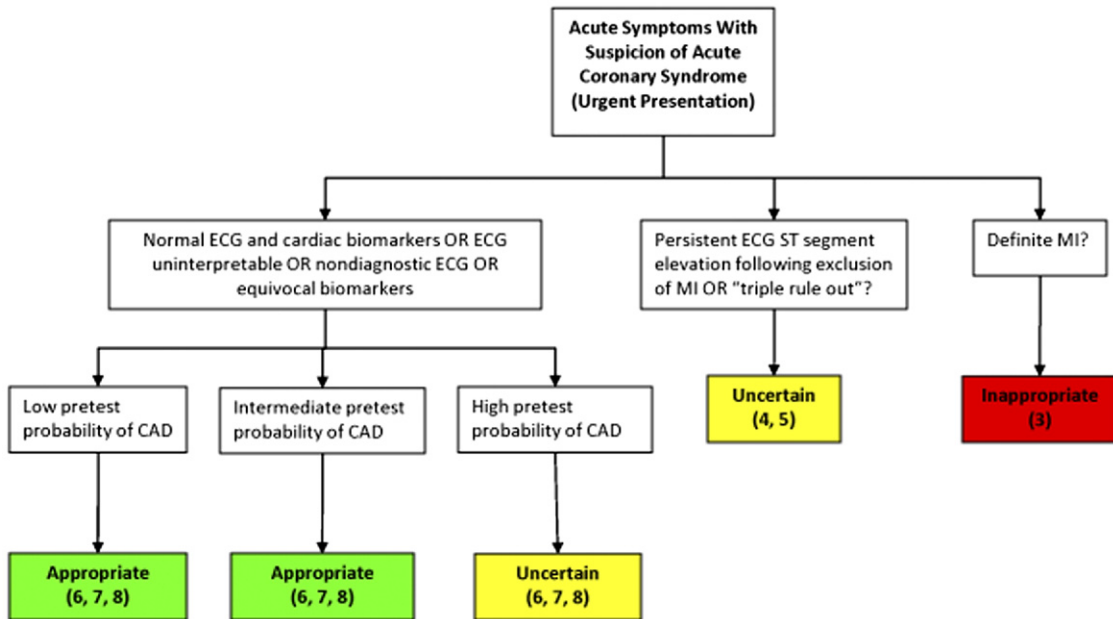 Acute Symptoms With
Suspicion of Acute
Coronary Syndrome
(Urgent Presentation)
Normal ECG and cardiac biomarkers OR ECG
uninterpretable OR nondiagnostic ECG OR
equivocal biomarkers
Persistent ECG ST segment
elevation following exclusion
of MI OR "triple rule out"?
Definite MI?
Low pretest
probability of CAD
Intermediate pretest
probability of CAD
High pretest
probability of CAD
Uncertain
(4, 5)
Inappropriate
(3)
Appropriate
(6, 7, 8)
Appropriate
(6, 7, 8)
Uncertain
(6, 7, 8)